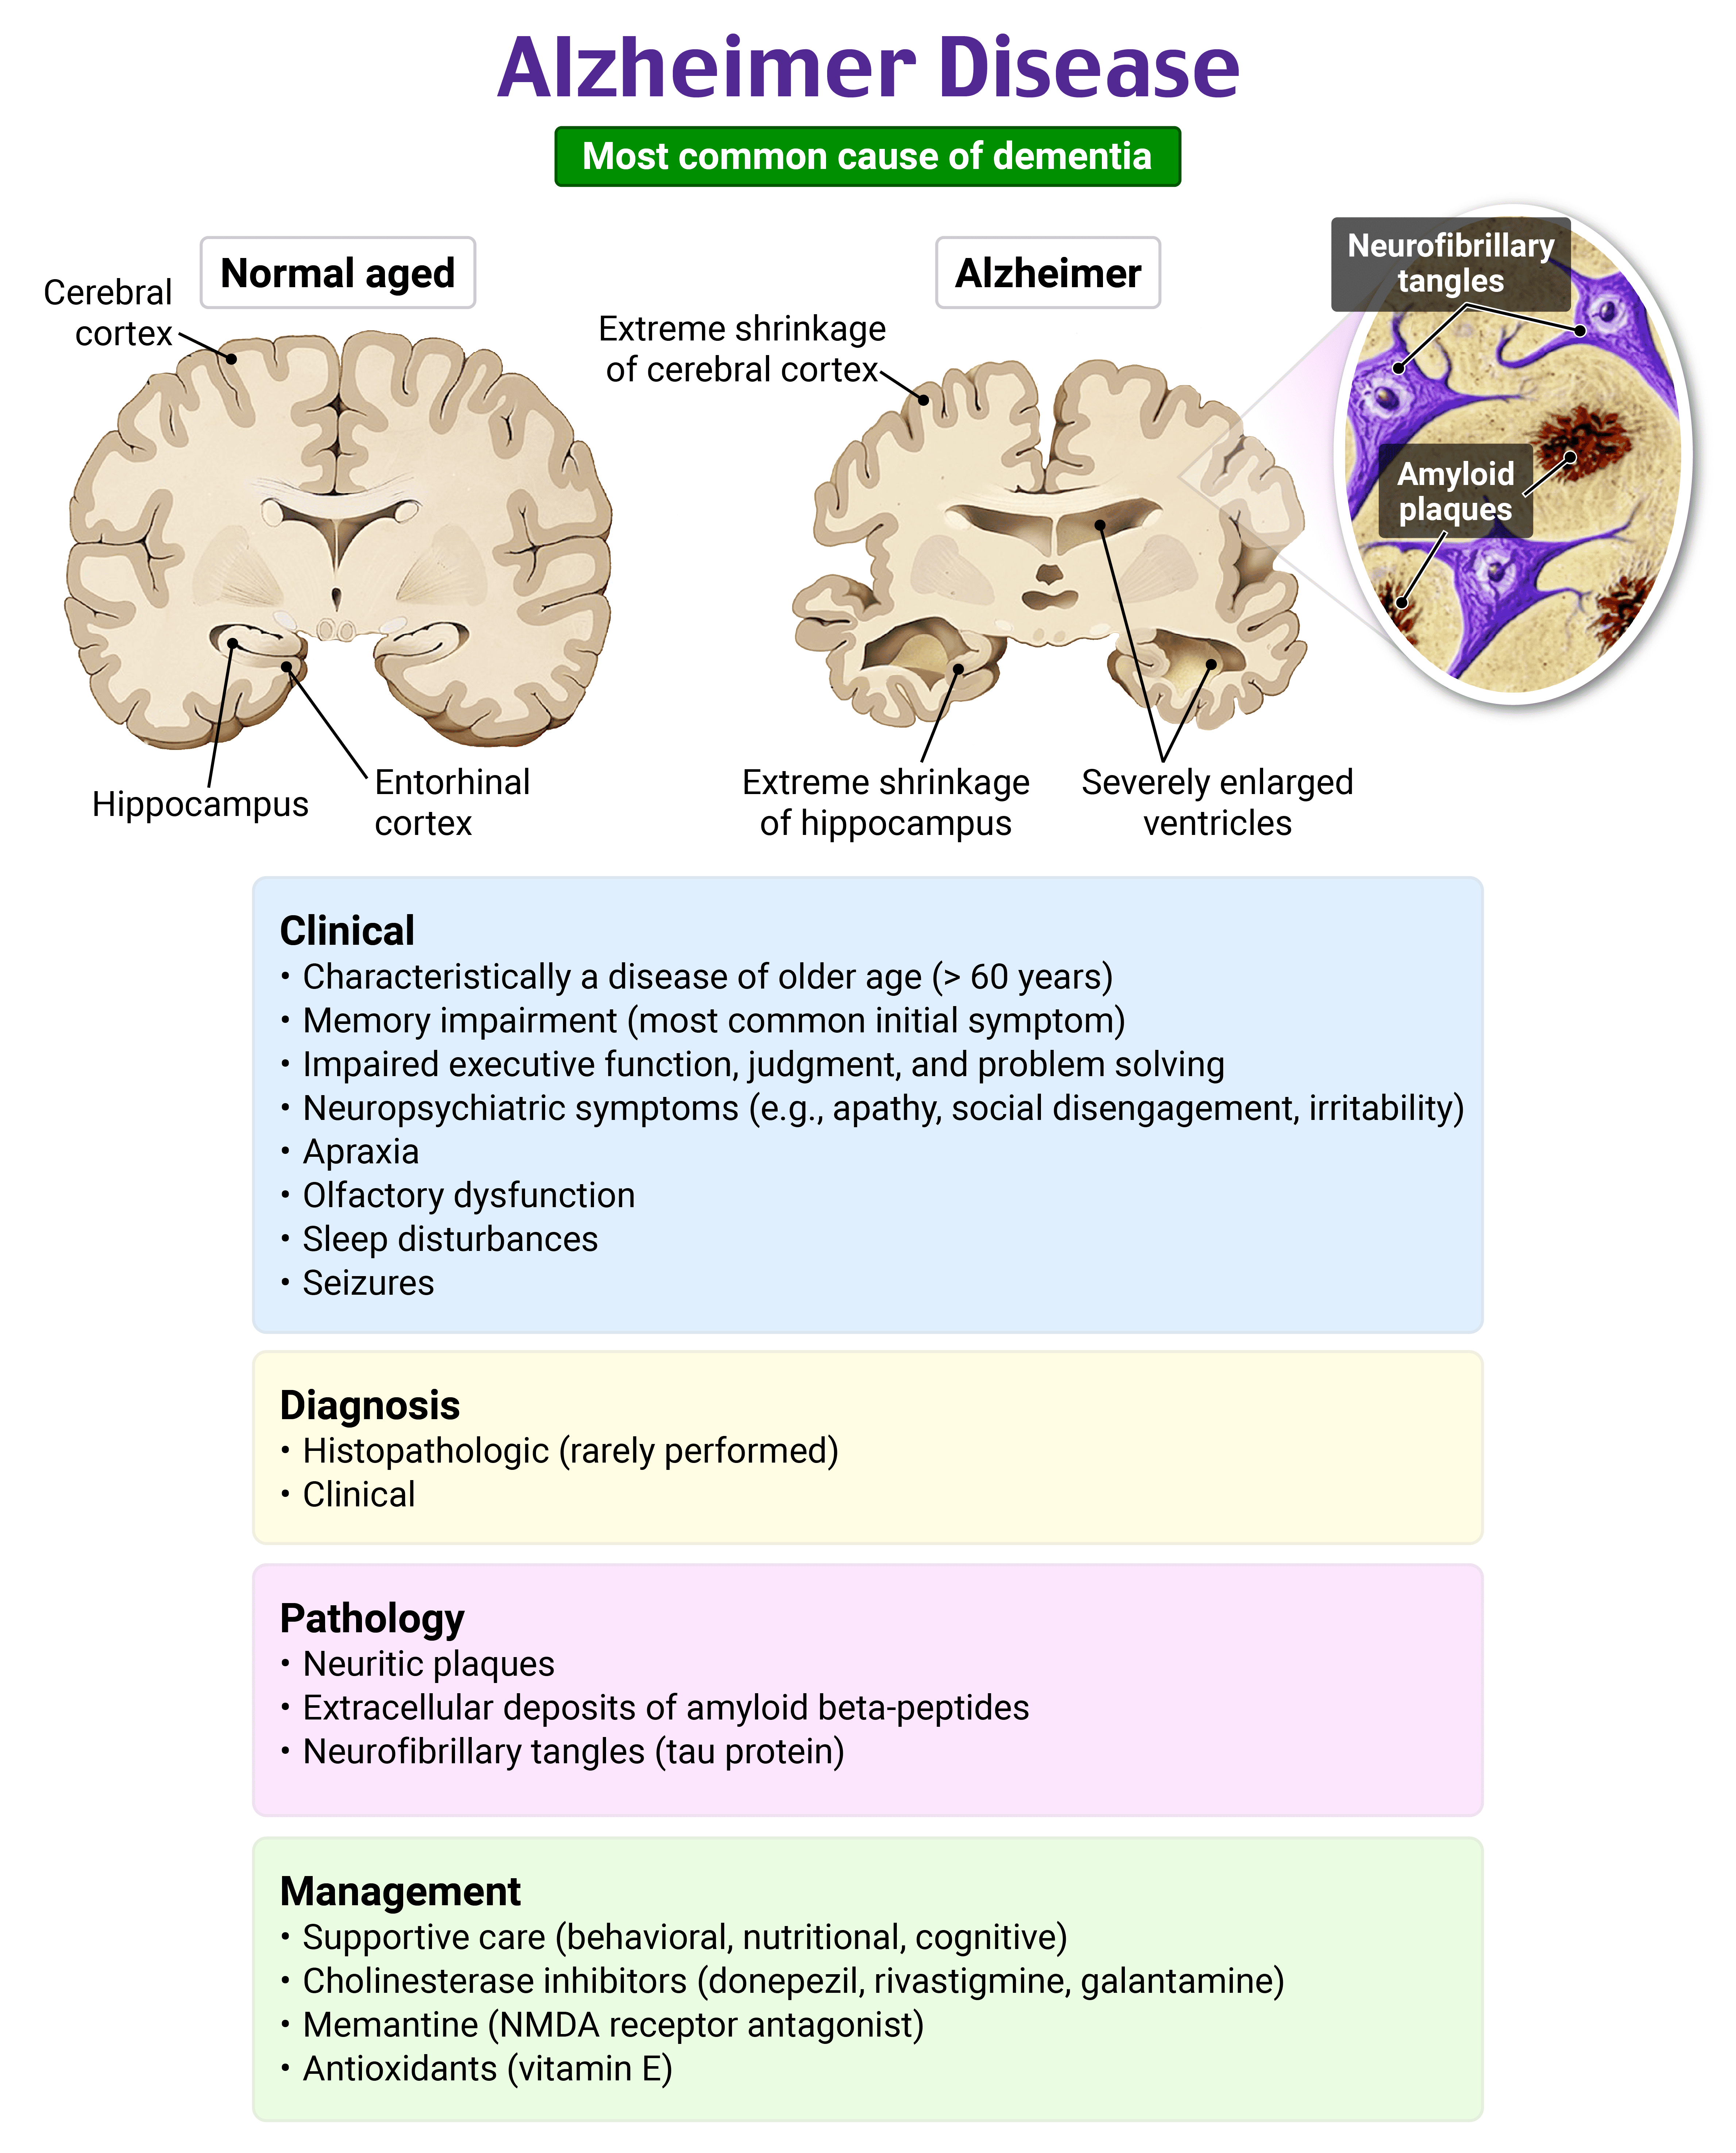 Alzheimer Disease
Most common cause of dementia
Normal aged
Cerebral
cortex
Hippocampus
Entorhinal
cortex
Alzheimer
Extreme shrinkage
of cerebral cortex
Extreme shrinkage
of hippocampus
Severely enlarged
ventricles
Neurofibrillary
tangles
Amyloid
plaques
Clinical
• Characteristically a disease of older age (> 60 years)
• Memory impairment (most common initial symptom)
• Impaired executive function, judgment, and problem solving
• Neuropsychiatric symptoms (e.g., apathy, social disengagement, irritability)
• Apraxia
• Olfactory dysfunction
• Sleep disturbances
• Seizures
Diagnosis
• Histopathologic (rarely performed)
• Clinical
Pathology
• Neuritic plaques
• Extracellular deposits of amyloid beta-peptides
• Neurofibrillary tangles (tau protein)
Management
• Supportive care (behavioral, nutritional, cognitive)
• Cholinesterase inhibitors (donepezil, rivastigmine, galantamine)
• Memantine (NMDA receptor antagonist)
• Antioxidants (vitamin E)